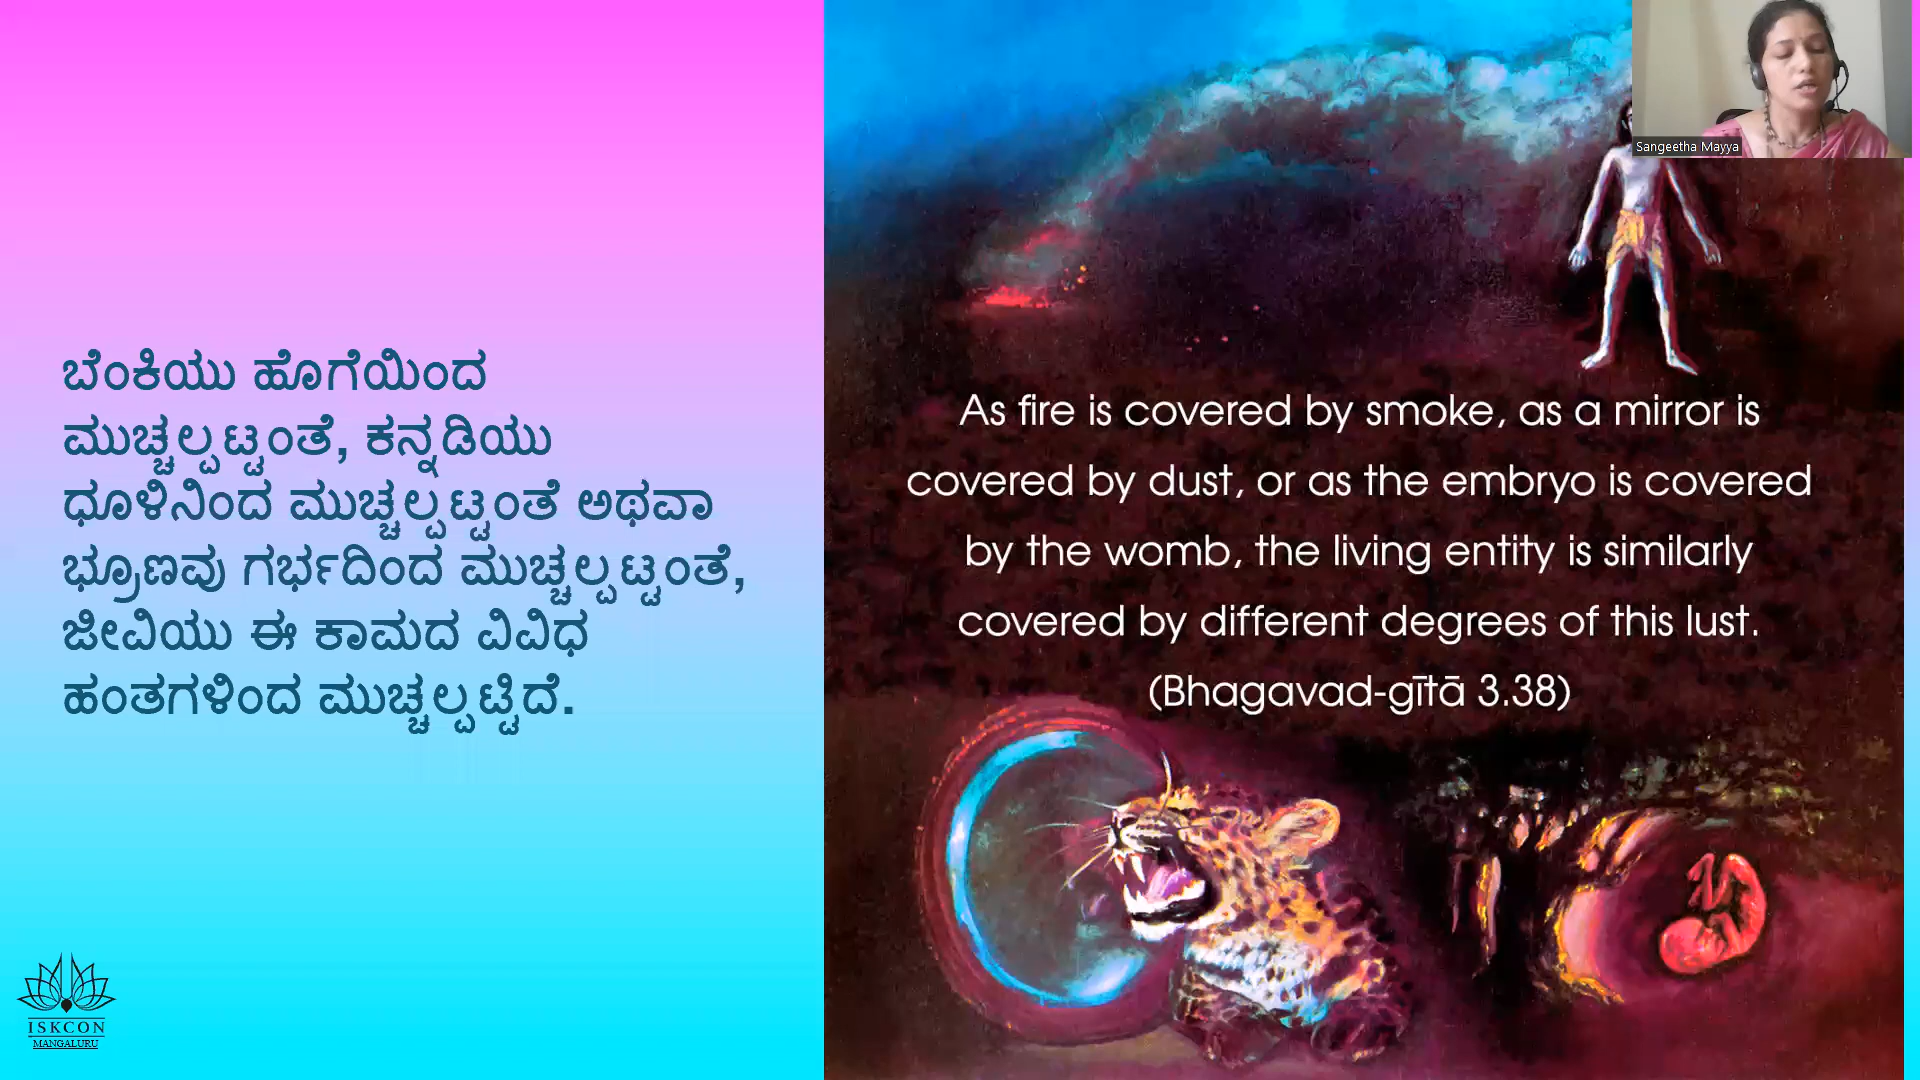 ಬೆಂಕಿಯು ಹೊಗೆಯಿಂದ
ಮುಚ್ಚಲ್ಪಟ್ಟಂತೆ, ಕನ್ನಡಿಯು
ಧೂಳಿನಿಂದ ಮುಚ್ಚಲ್ಪಟ್ಟಂತೆ ಅಥವಾ
ಭ್ರೂಣವು ಗರ್ಭದಿಂದ ಮುಚ್ಚಲ್ಪಟ್ಟಂತೆ,
ಜೀವಿಯು ಈ ಕಾಮದ ವಿವಿಧ
ಹಂತಗಳಿಂದ ಮುಚ್ಚಲ್ಪಟ್ಟಿದೆ.
ISKCON
MANGALURU
As fire is covered by smoke, as a mirror is
covered by dust, or as the embryo is covered
by the womb, the living entity is similarly
covered by different degrees of this lust.
(Bhagavad-gītā 3.38)
Sangeetha Mayya